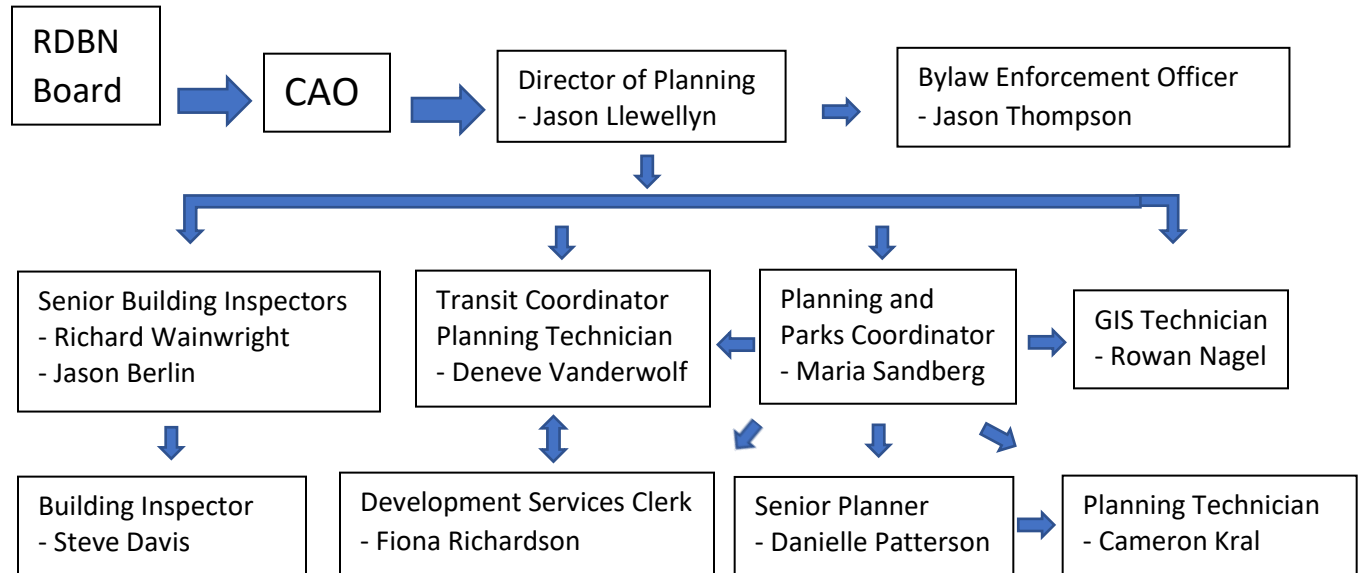 RDBN
Board
CAO
Director of Planning
- Jason Llewellyn
Bylaw Enforcement Officer
- Jason Thompson
Senior Building Inspectors
- Richard Wainwright
- Jason Berlin
Transit Coordinator
Planning Technician
- Deneve Vanderwolf
Planning and
Parks Coordinator
- Maria Sandberg
GIS Technician
- Rowan Nagel
Building Inspector
- Steve Davis
Development Services Clerk
- Fiona Richardson
Senior Planner
- Danielle Patterson
Planning Technician
- Cameron Kral